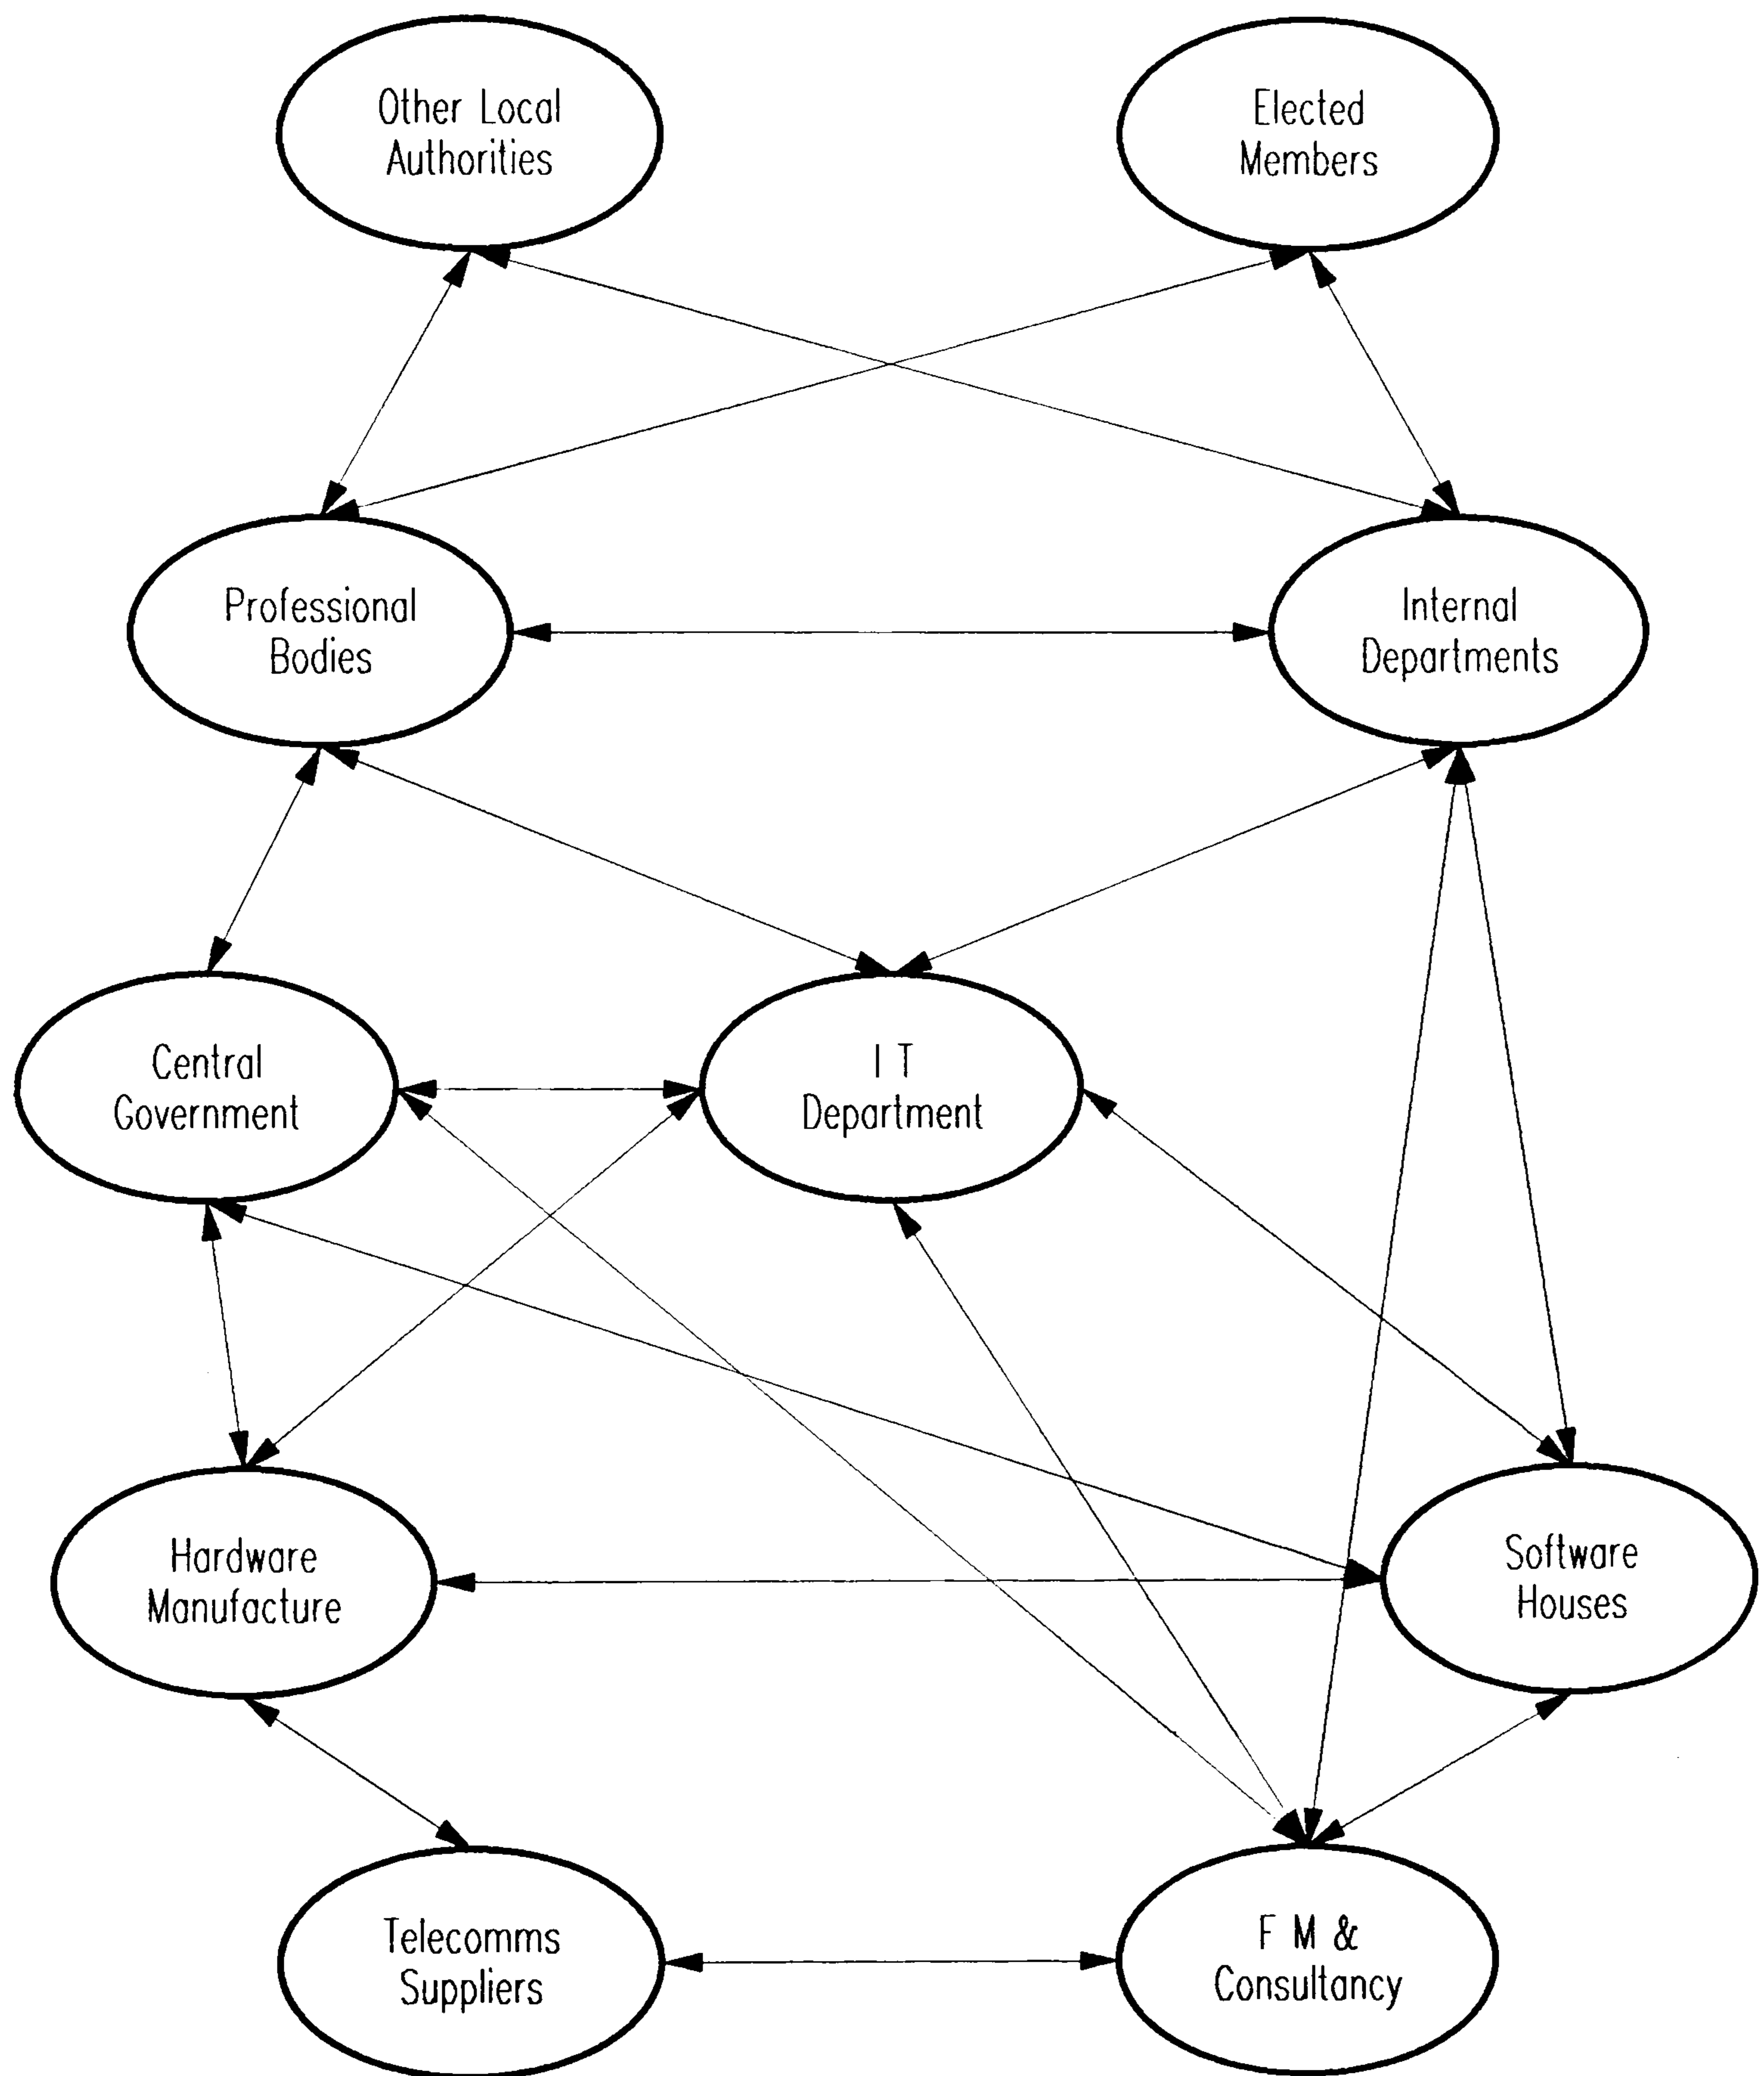 Other Local
Authorities
Elected
Members
Professional
Bodies
Internal
Departments
Central
Government
I T
Department
Hardware
Manufacture
Software
Houses
Telecomms
Suppliers
F M &
Consultancy